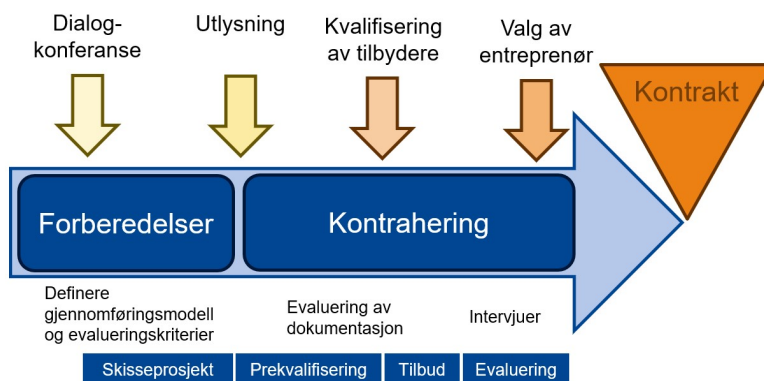 Dialog-
konferanse
Utlysning
Kvalifisering
av tilbydere
Valg av
entreprenør
Kontrakt
Forberedelser
Kontrahering
Definere
gjennomføringsmodell
og evalueringskriterier
Evaluering av
dokumentasjon
Intervjuer
Skisseprosjekt
Prekvalifisering
Tilbud
Evaluering